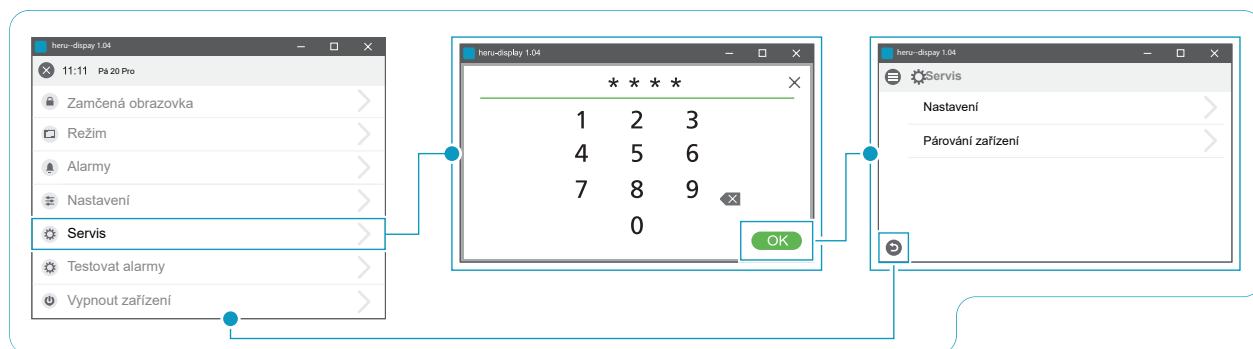 heru--dispay 1.04
11:11 Pá 20 Pro
Zamčená obrazovka
Režim
Alarmy
Nastavení
Servis
Testovat alarmy
Vypnout zařízení
heru-display 1.04
* * * *
1 2 3
4 5 6
7 8 9
0
OK
heru--dispay 1.04
Servis
Nastavení
Párování zařízení